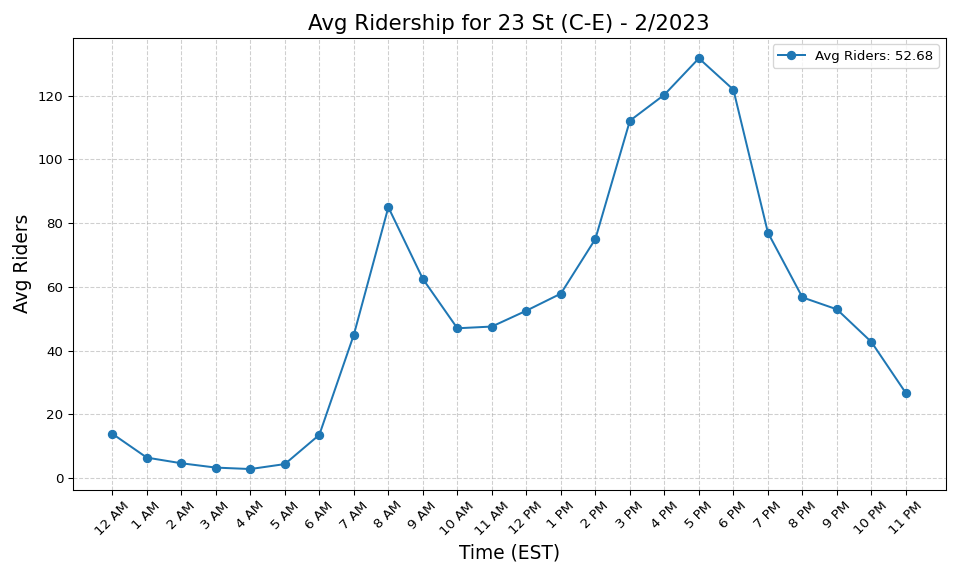 Avg Ridership for 23 St (C-E) - 2/2023
Avg Riders: 52.68
Avg Riders
120
100
80
60
40
20
0
12 AM
1 AM
2 AM
3 AM
4 AM
5 AM
6 AM
7 AM
8 AM
9 AM
10 AM
11 AM
12 PM
1 PM
2 PM
3 PM
4 PM
5 PM
6 PM
7 PM
8 PM
9 PM
10 PM
11 PM
Time (EST)